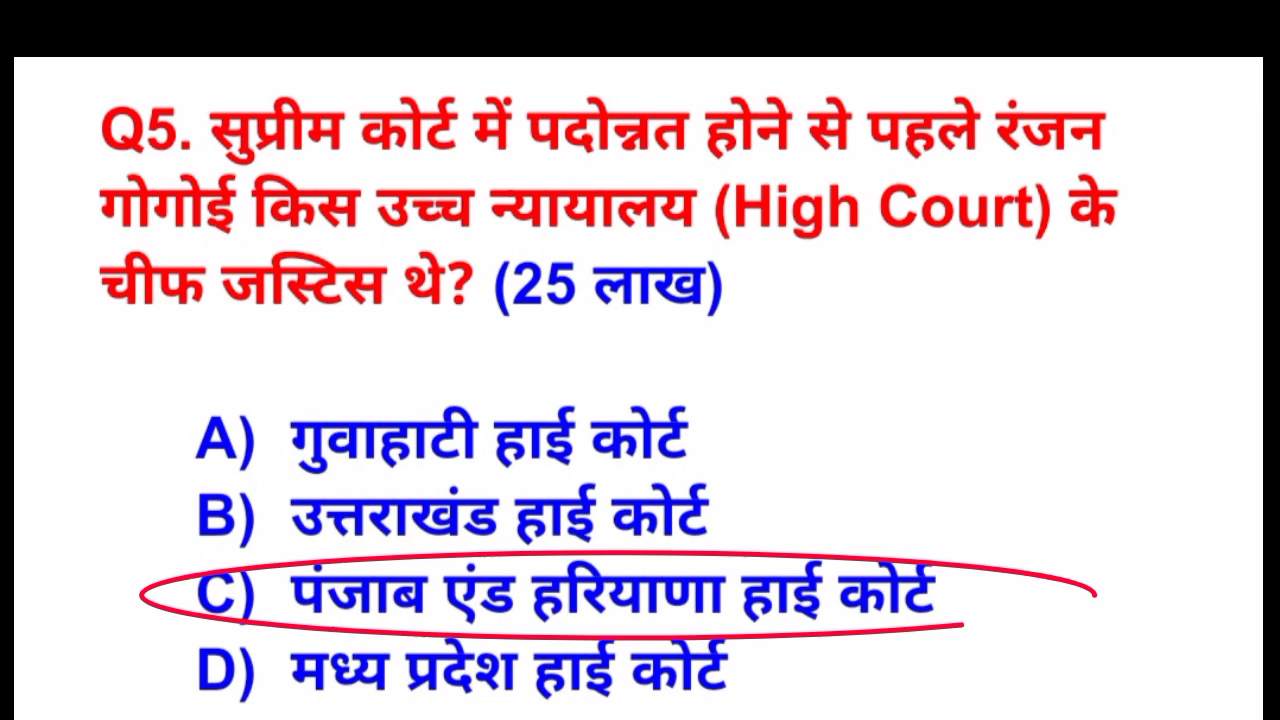 Q5. सुप्रीम कोर्ट में पदोन्नत होने से पहले रंजन
गोगोई किस उच्च न्यायालय (High Court) के
चीफ जस्टिस थे? (25 लाख)
A) गुवाहाटी हाई कोर्ट
B) उत्तराखंड हाई कोर्ट
C) पंजाब एंड हरियाणा हाई कोर्ट
D) मध्य प्रदेश हाई कोर्ट